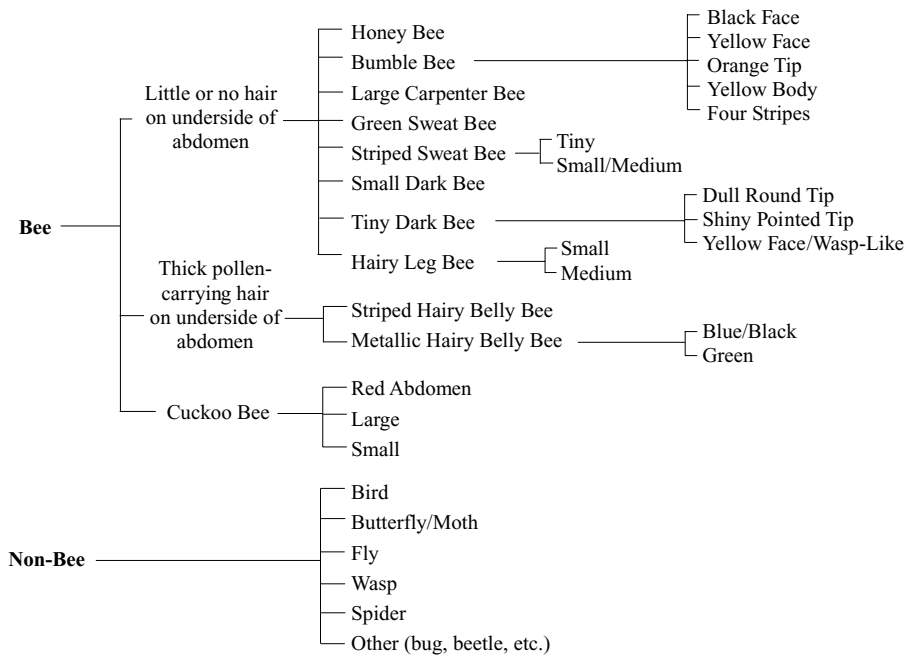 Bee
Little or no hair
on underside of
abdomen
Honey Bee
Bumble Bee
Black Face
Yellow Face
Orange Tip
Yellow Body
Four Stripes
Large Carpenter Bee
Green Sweat Bee
Striped Sweat Bee
Tiny
Small/Medium
Small Dark Bee
Tiny Dark Bee
Dull Round Tip
Shiny Pointed Tip
Yellow Face/Wasp-Like
Hairy Leg Bee
Small
Medium
Thick pollen-
carrying hair
on underside of
abdomen
Striped Hairy Belly Bee
Metallic Hairy Belly Bee
Blue/Black
Green
Cuckoo Bee
Red Abdomen
Large
Small
Non-Bee
Bird
Butterfly/Moth
Fly
Wasp
Spider
Other (bug, beetle, etc.)